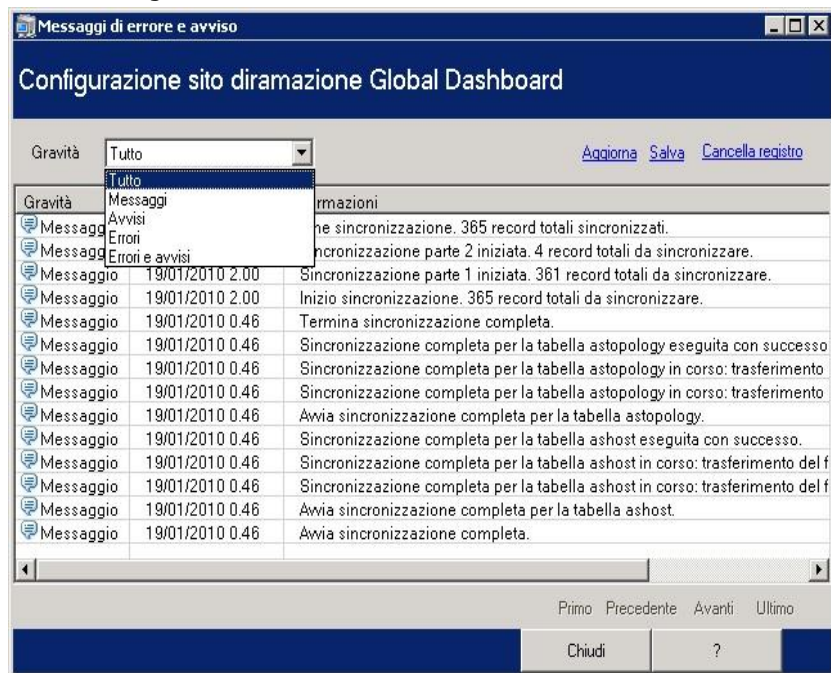 Messaggi di errore e avviso
Configurazione sito diramazione Global Dashboard
Gravità Tutto Aggiorna Salva Cancella registro
Tutto
Messaggi
Avvisi
Errori
Errori e avvisi
Gravità rmazioni
Messagg ne sincronizzazione. 365 record totali sincronizzati.
Messagg ncronizzazione parte 2 iniziata. 4 record totali da sincronizzare.
Messaggio 19/01/2010 2.00 Sincronizzazione parte 1 iniziata. 361 record totali da sincronizzare.
Messaggio 19/01/2010 2.00 Inizio sincronizzazione. 365 record totali da sincronizzare.
Messaggio 19/01/2010 0.46 Termina sincronizzazione completa.
Messaggio 19/01/2010 0.46 Sincronizzazione completa per la tabella astopology eseguita con successo
Messaggio 19/01/2010 0.46 Sincronizzazione completa per la tabella astopology in corso: trasferimento
Messaggio 19/01/2010 0.46 Sincronizzazione completa per la tabella astopology in corso: trasferimento
Messaggio 19/01/2010 0.46 Avvia sincronizzazione completa per la tabella astopology.
Messaggio 19/01/2010 0.46 Sincronizzazione completa per la tabella ashost eseguita con successo.
Messaggio 19/01/2010 0.46 Sincronizzazione completa per la tabella ashost in corso: trasferimento del f
Messaggio 19/01/2010 0.46 Sincronizzazione completa per la tabella ashost in corso: trasferimento del f
Messaggio 19/01/2010 0.46 Avvia sincronizzazione completa per la tabella ashost.
Messaggio 19/01/2010 0.46 Avvia sincronizzazione completa.
Primo Precedente Avanti Ultimo
Chiudi ?